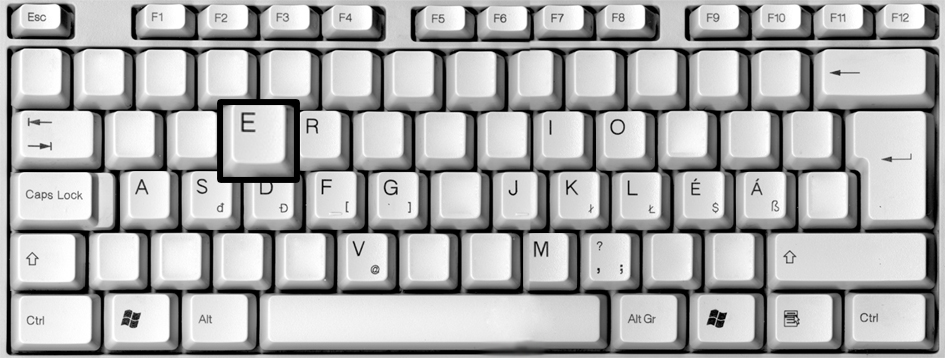 Esc F1 F2 F3 F4 F5 F6 F7 F8 F9 F10 F11 F12
E R I O
Caps Lock A S đ D Đ F [ G ] J K ł L Ł É $ Á ß
V @ M ? , ;
Ctrl Alt Alt Gr Ctrl